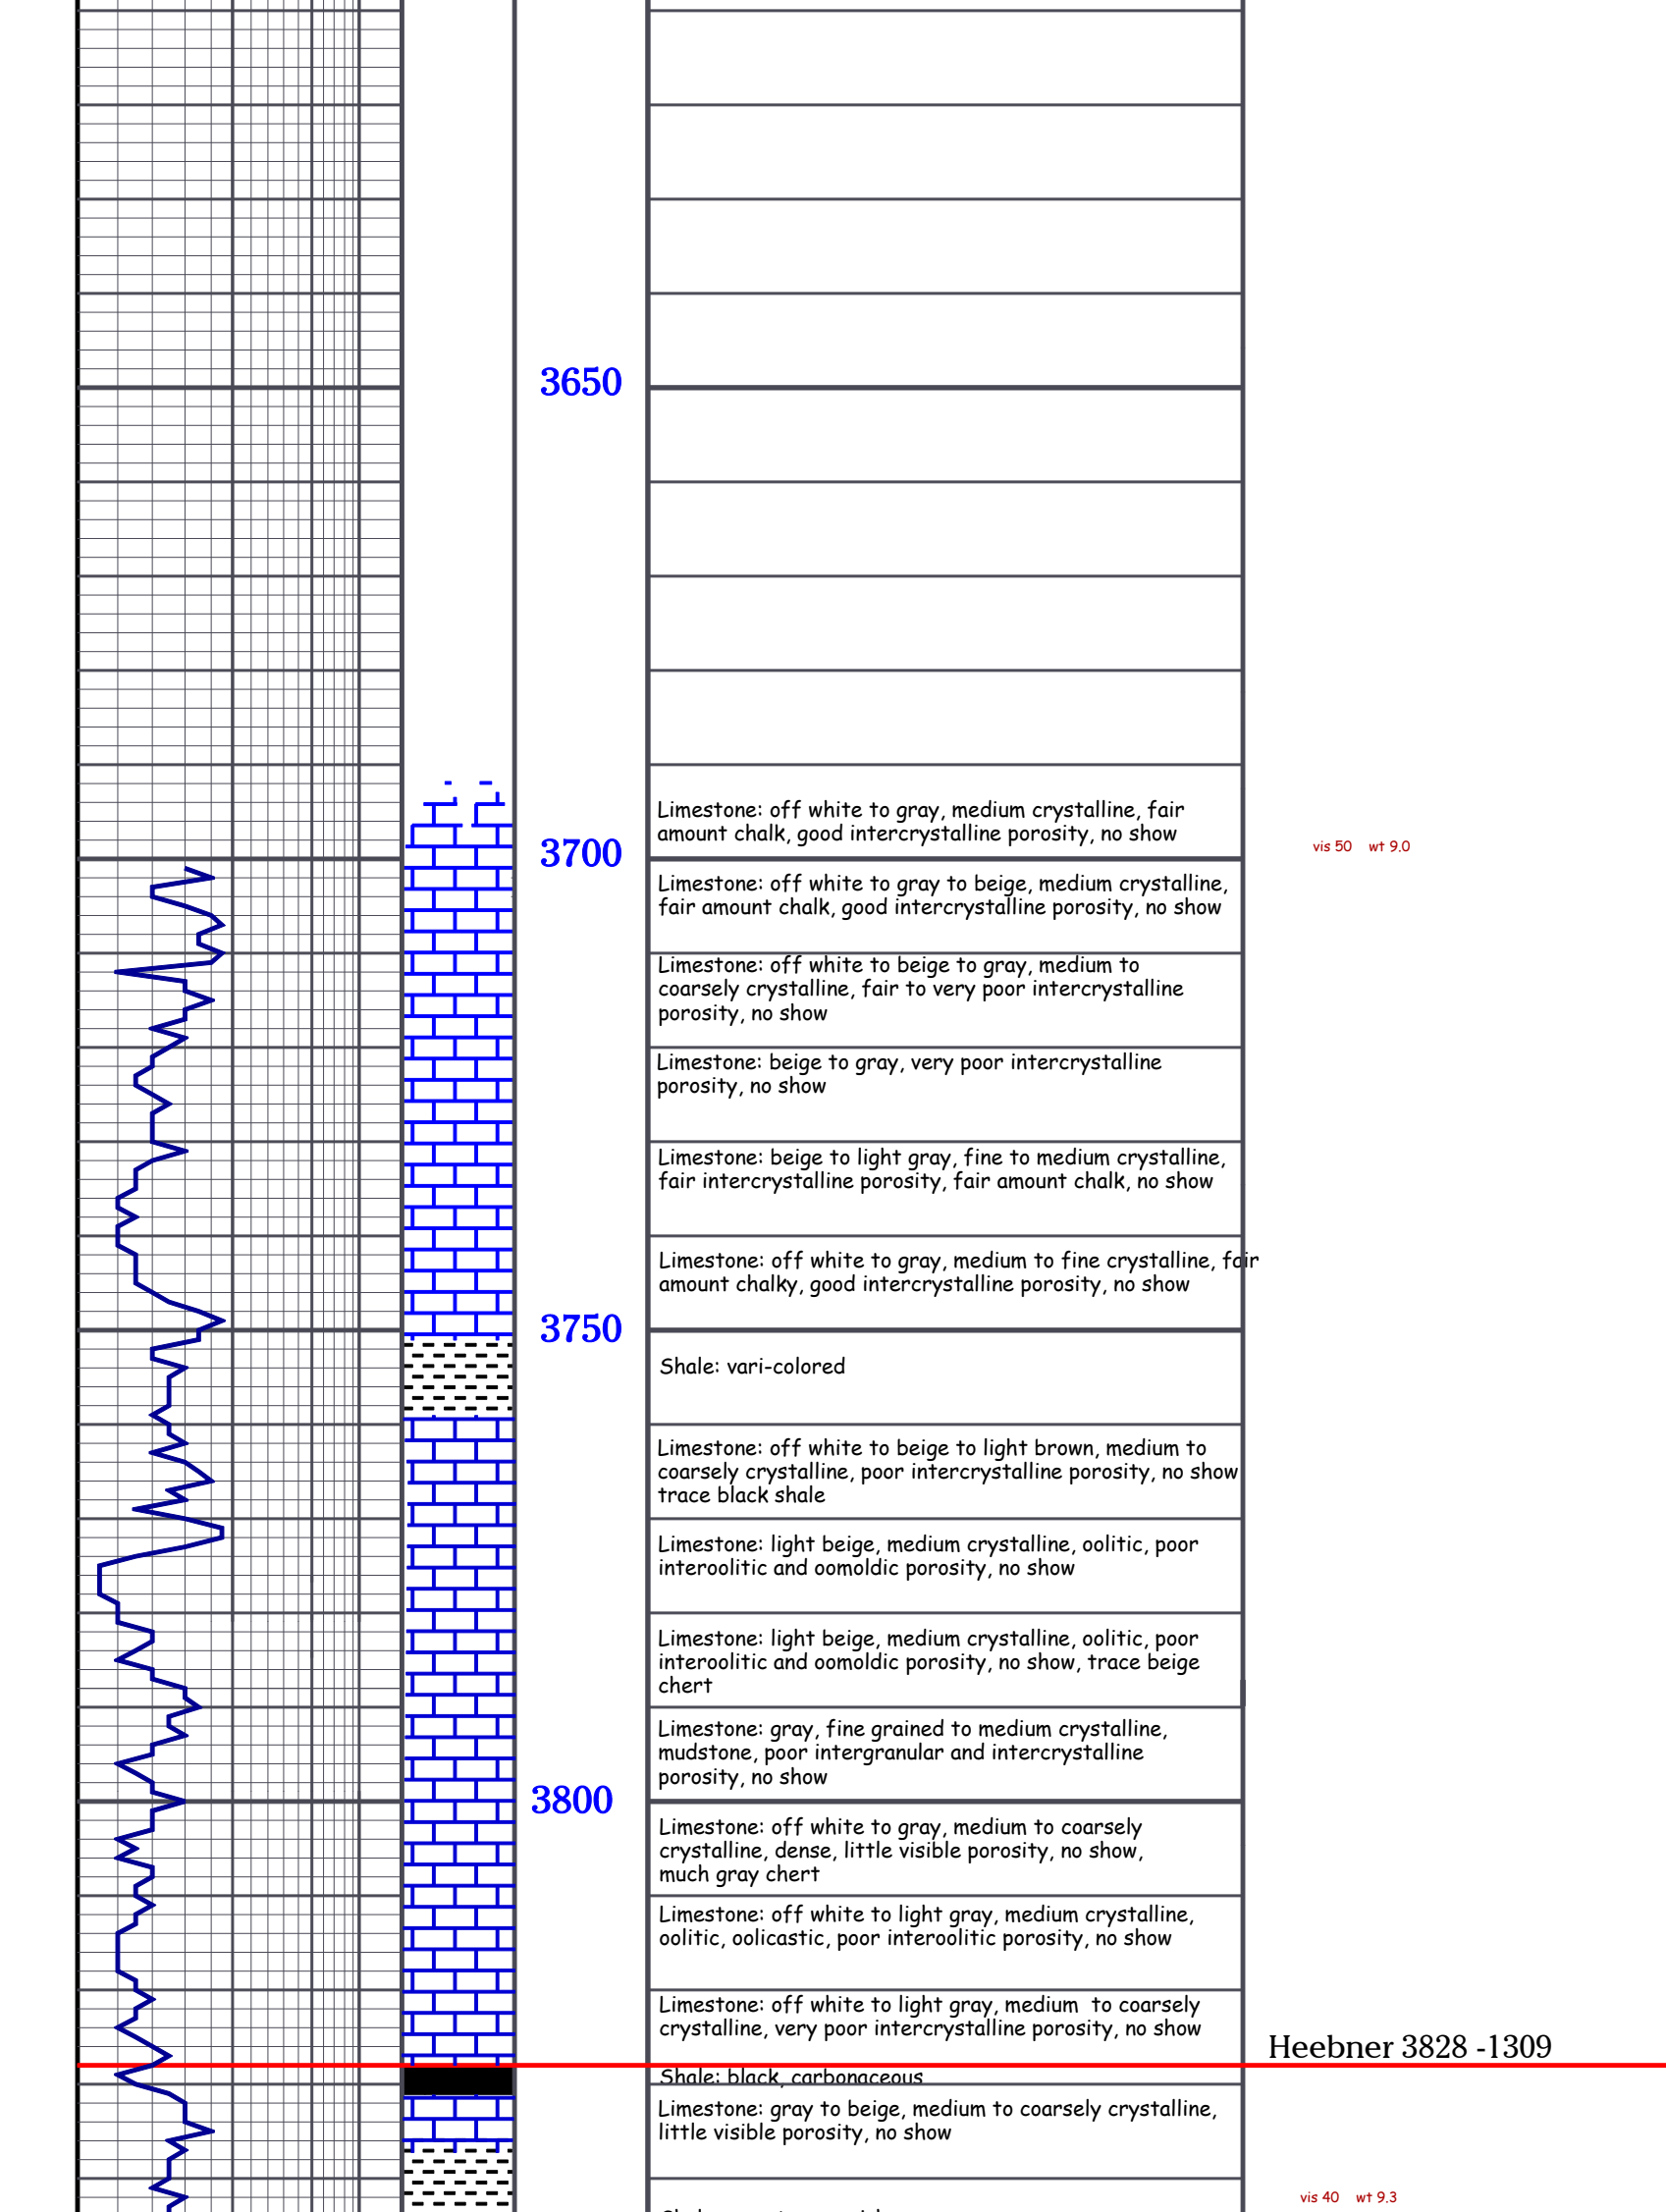 3650
Limestone: off white to gray, medium crystalline, fair
amount chalk, good intercrystalline porosity, no show
3700
vis 50 wt 9.0
Limestone: off white to gray to beige, medium crystalline,
fair amount chalk, good intercrystalline porosity, no show
Limestone: off white to beige to gray, medium to
coarsely crystalline, fair to very poor intercrystalline
porosity, no show
Limestone: beige to gray, very poor intercrystalline
porosity, no show
Limestone: beige to light gray, fine to medium crystalline,
fair intercrystalline porosity, fair amount chalk, no show
Limestone: off white to gray, medium to fine crystalline, fair
amount chalky, good intercrystalline porosity, no show
3750
Shale: vari-colored
Limestone: off white to beige to light brown, medium to
coarsely crystalline, poor intercrystalline porosity, no show
trace black shale
Limestone: light beige, medium crystalline, oolitic, poor
interoolitic and oomoldic porosity, no show
Limestone: light beige, medium crystalline, oolitic, poor
interoolitic and oomoldic porosity, no show, trace beige
chert
Limestone: gray, fine grained to medium crystalline,
mudstone, poor intergranular and intercrystalline
porosity, no show
3800
Limestone: off white to gray, medium to coarsely
crystalline, dense, little visible porosity, no show,
much gray chert
Limestone: off white to light gray, medium crystalline,
oolitic, oolicastic, poor interoolitic porosity, no show
Limestone: off white to light gray, medium to coarsely
crystalline, very poor intercrystalline porosity, no show
Heebner 3828 -1309
Shale: black, carbonaceous
Limestone: gray to beige, medium to coarsely crystalline,
little visible porosity, no show
vis 40 wt 9.3